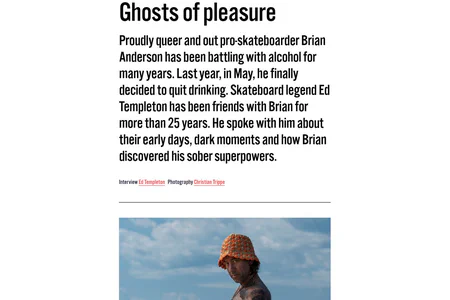 Ghosts of pleasure
Proudly queer and out pro-skateboarder Brian
Anderson has been battling with alcohol for
many years. Last year, in May, he finally
decided to quit drinking. Skateboard legend Ed
Templeton has been friends with Brian for
more than 25 years. He spoke with him about
their early days, dark moments and how Brian
discovered his sober superpowers.
Interview Ed Templeton Photography Christian Trippe